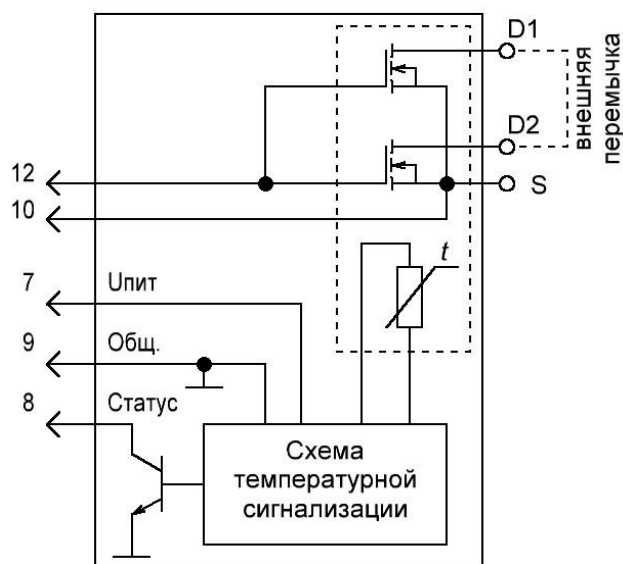 D1
внешняя
перемычка
D2
12
S
10
t
7 Uпит
9 Общ.
8 Статус
Схема
температурной
сигнализации